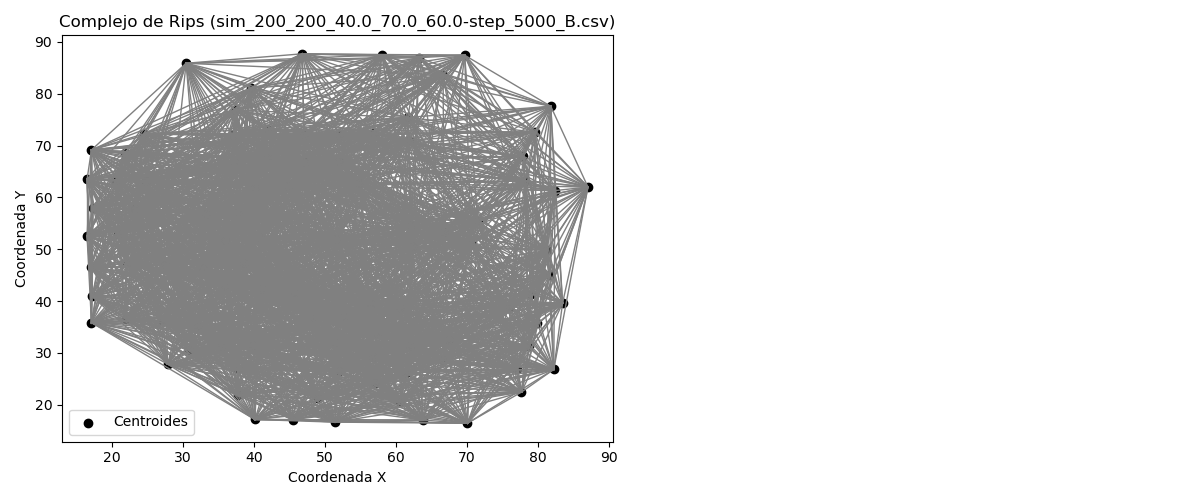 Complejo de Rips (sim_200_200_40.0_70.0_60.0-step_5000_B.csv)
90
80
70
60
50
40
30
20
Coordenada Y
Centroides
20 30 40 50 60 70 80 90
Coordenada X